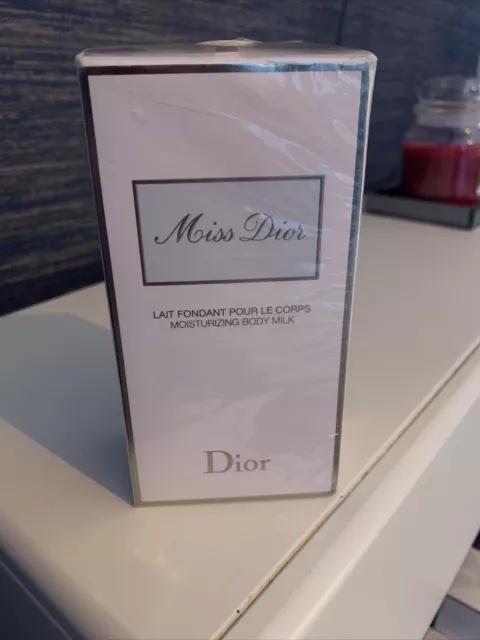 Miss Dior
LAIT FONDANT POUR LE CORPS
MOISTURIZING BODY MILK
Dior